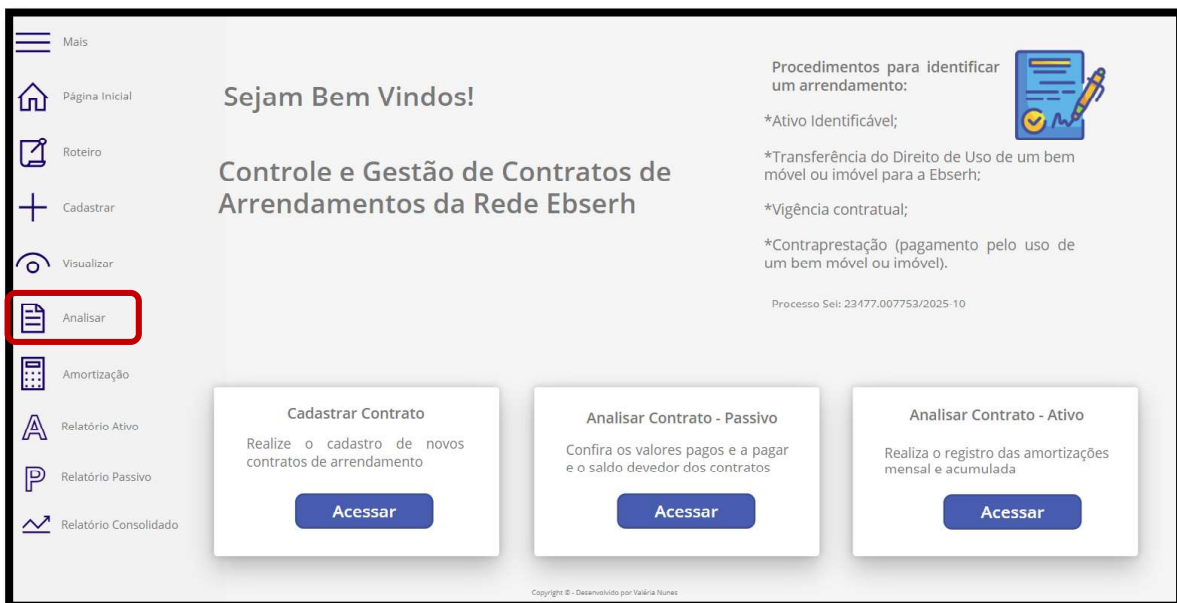 Mais
Página Inicial
Roteiro
Cadastrar
Visualizar
Analisar
Amortização
Relatório Ativo
Relatório Passivo
Relatório Consolidado
Sejam Bem Vindos!
Controle e Gestão de Contratos de
Arrendamentos da Rede Ebserh
Procedimentos para identificar
um arrendamento:
*Ativo Identificável;
*Transferência do Direito de Uso de um bem
móvel ou imóvel para a Ebserh;
*Vigência contratual;
*Contraprestação (pagamento pelo uso de
um bem móvel ou imóvel).
Processo Sei: 23477.007753/2025-10
Cadastrar Contrato
Realize o cadastro de novos
contratos de arrendamento
Acessar
Analisar Contrato - Passivo
Confira os valores pagos e a pagar
e o saldo devedor dos contratos
Acessar
Analisar Contrato - Ativo
Realiza o registro das amortizações
mensal e acumulada
Acessar
Copyright © - Desenvolvido por Valéria Nunes